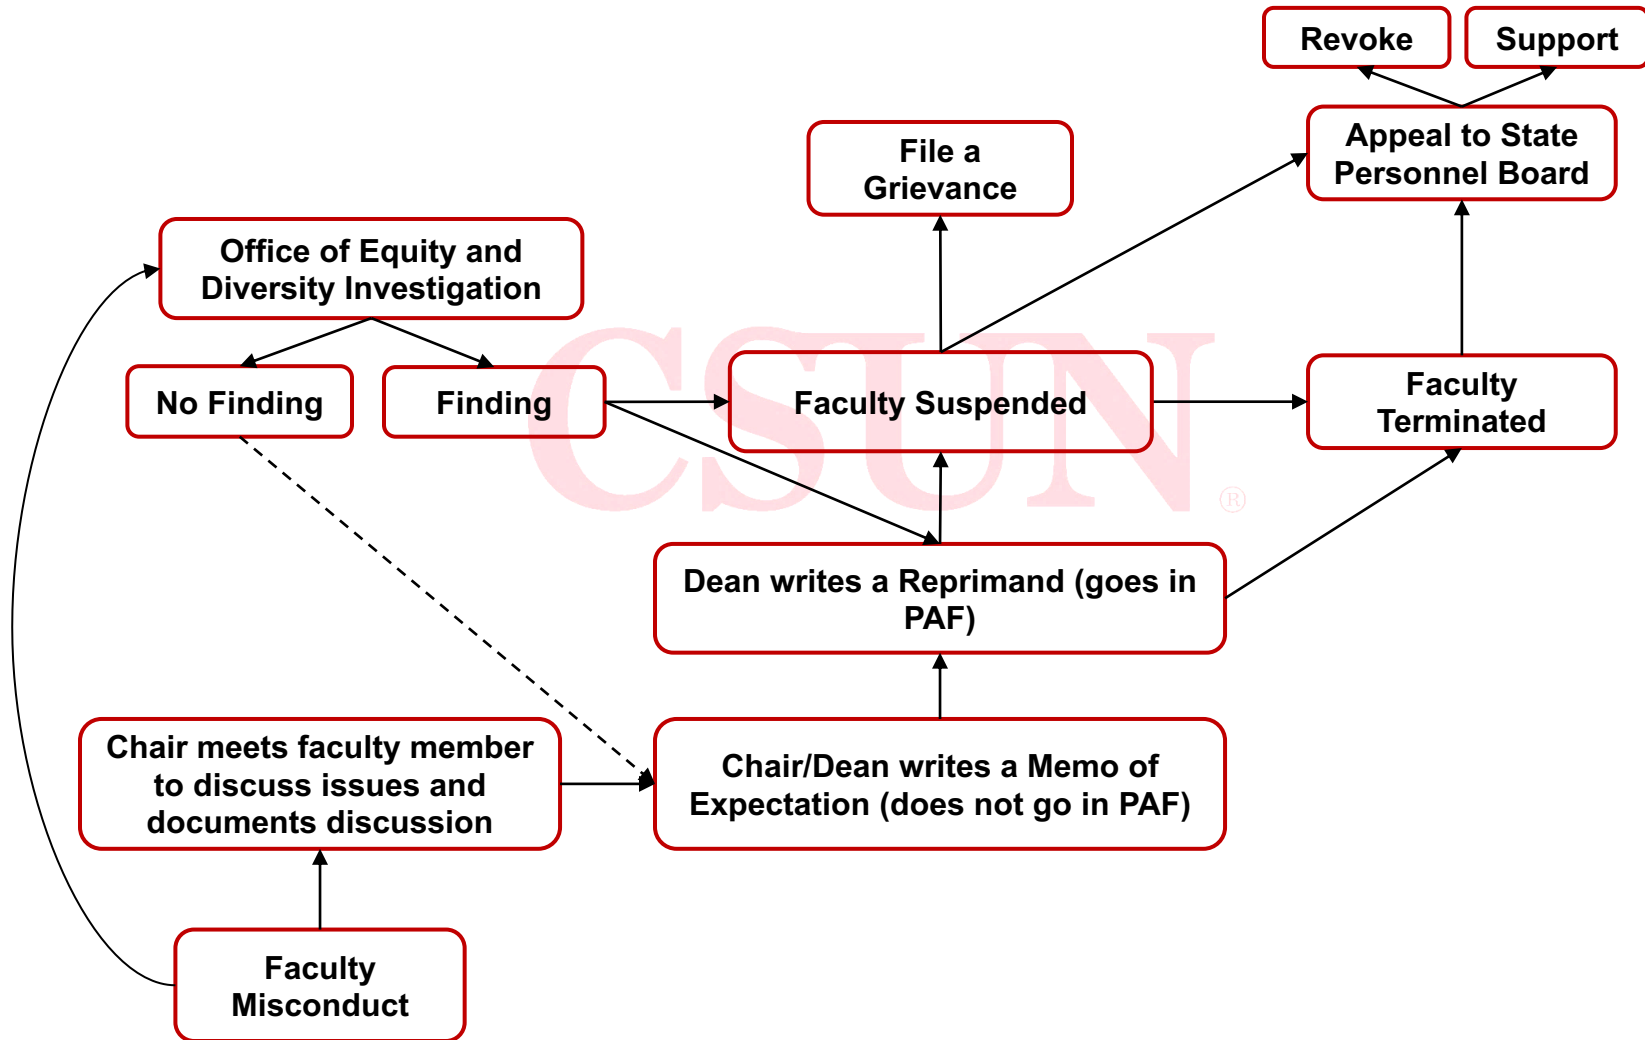 Revoke
Support
Appeal to State
Personnel Board
File a
Grievance
Office of Equity and
Diversity Investigation
No Finding
Finding
Faculty Suspended
Faculty
Terminated
CSUN®
Dean writes a Reprimand (goes in
PAF)
Chair meets faculty member
to discuss issues and
documents discussion
Chair/Dean writes a Memo of
Expectation (does not go in PAF)
Faculty
Misconduct